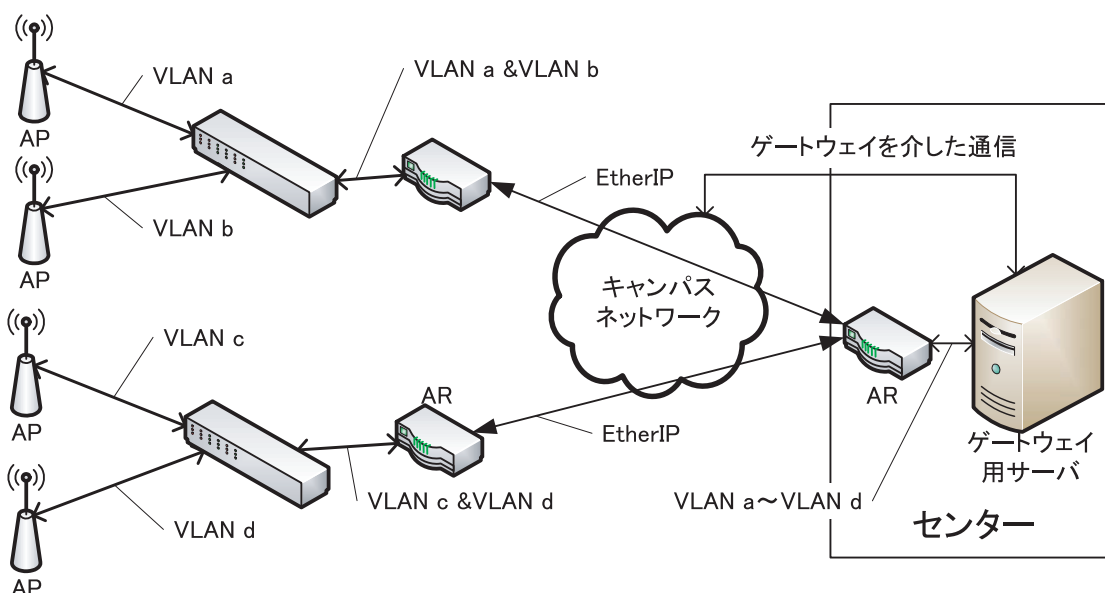 AP
VLAN a
VLAN a &VLAN b
VLAN b
AP
ゲートウェイを介した通信
EtherIP
キャンパス
ネットワーク
VLAN c
AP
AR
EtherIP
AR
ゲートウェイ
用サーバ
VLAN c &VLAN d
VLAN a～VLAN d
VLAN d
センター
AP